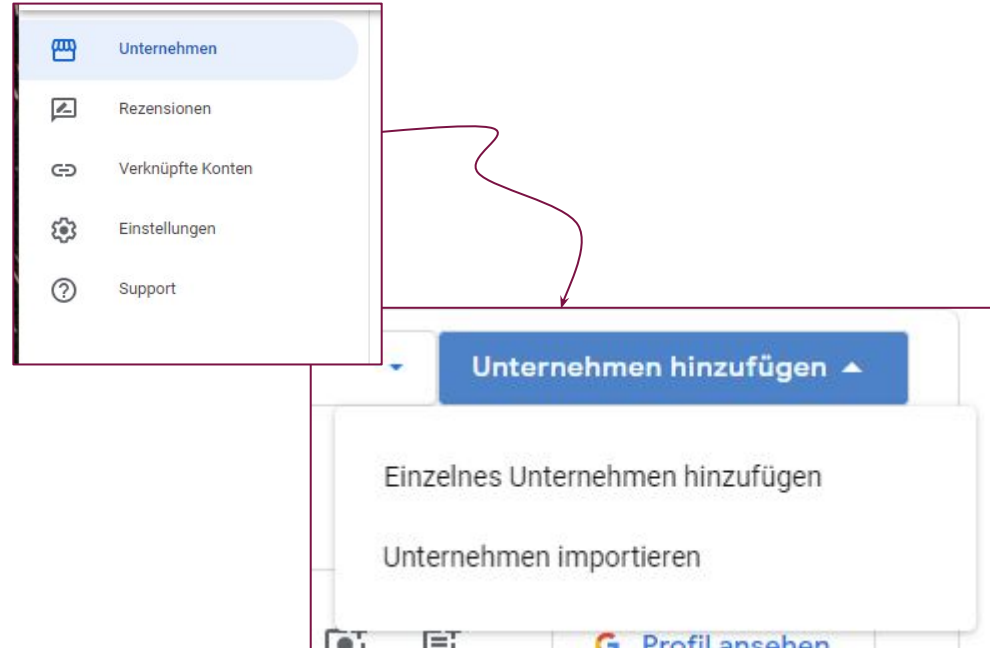 Unternehmen
Rezensionen
Verknüpfte Konten
Einstellungen
Support
Unternehmen hinzufügen
Einzelnes Unternehmen hinzufügen
Unternehmen importieren
Profil ansehen